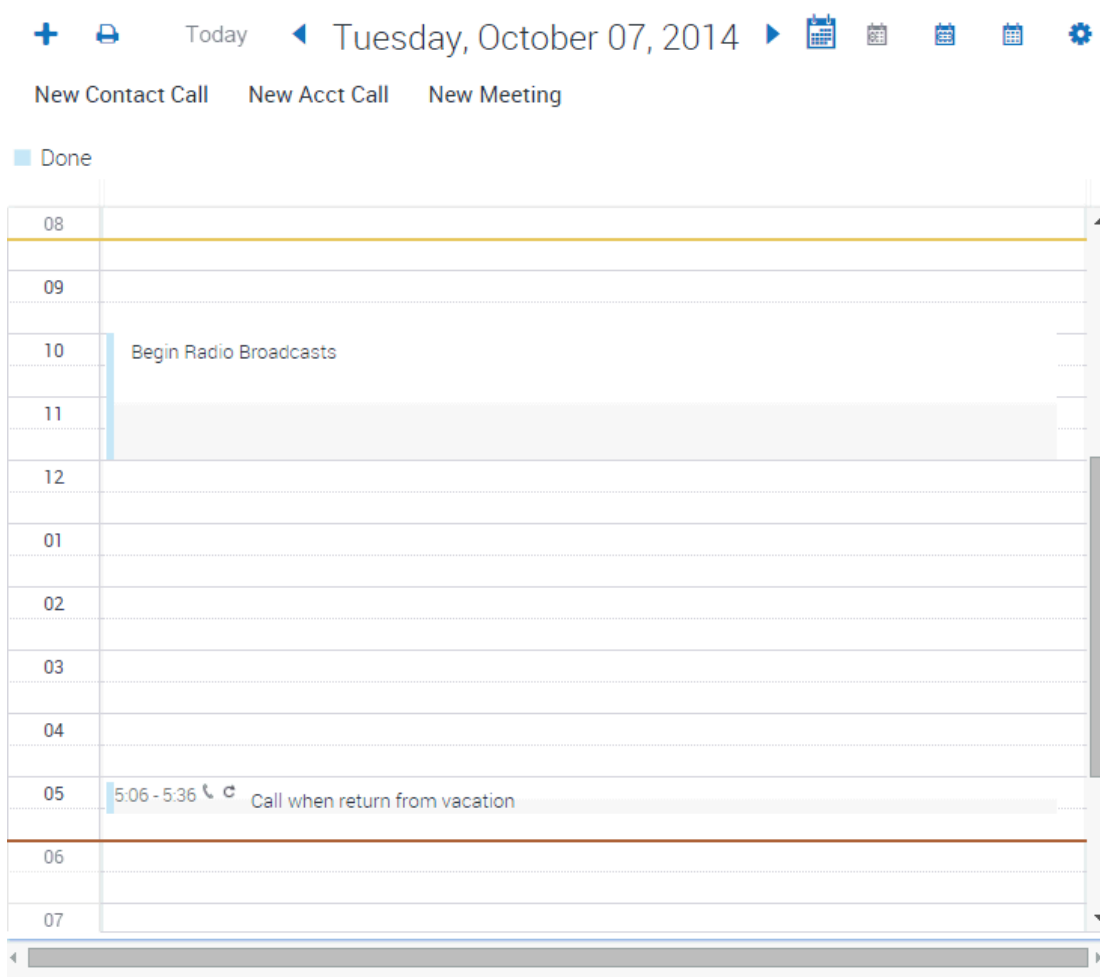 Today Tuesday, October 07, 2014
New Contact Call New Acct Call New Meeting
Done
08
09
10 Begin Radio Broadcasts
11
12
01
02
03
04
05 5:06 - 5:36 Call when return from vacation
06
07